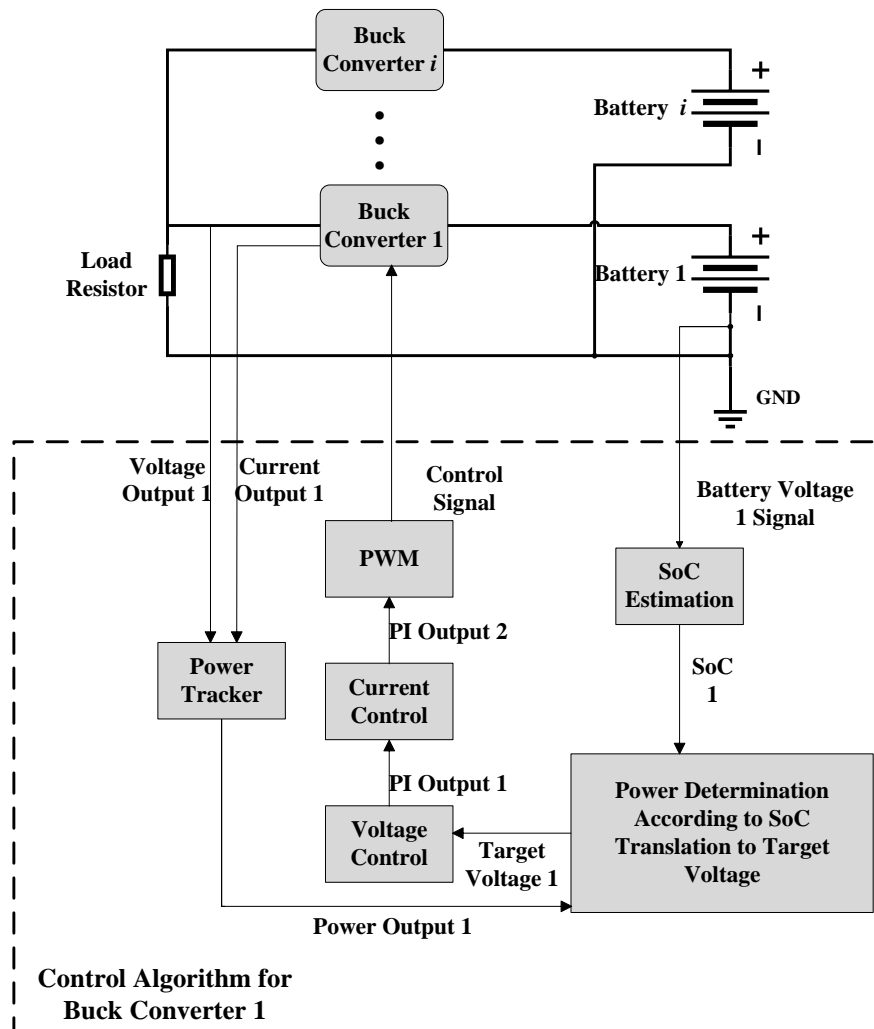 Buck
Converter i
Battery i
+
–
Buck
Converter 1
Load
Resistor
Battery 1
+
–
GND
Voltage
Output 1
Current
Output 1
Control
Signal
Battery Voltage
1 Signal
PWM
SoC
Estimation
PI Output 2
Power
Tracker
Current
Control
SoC
1
PI Output 1
Power Determination
According to SoC
Translation to Target
Voltage
Voltage
Control
Target
Voltage 1
Power Output 1
Control Algorithm for
Buck Converter 1